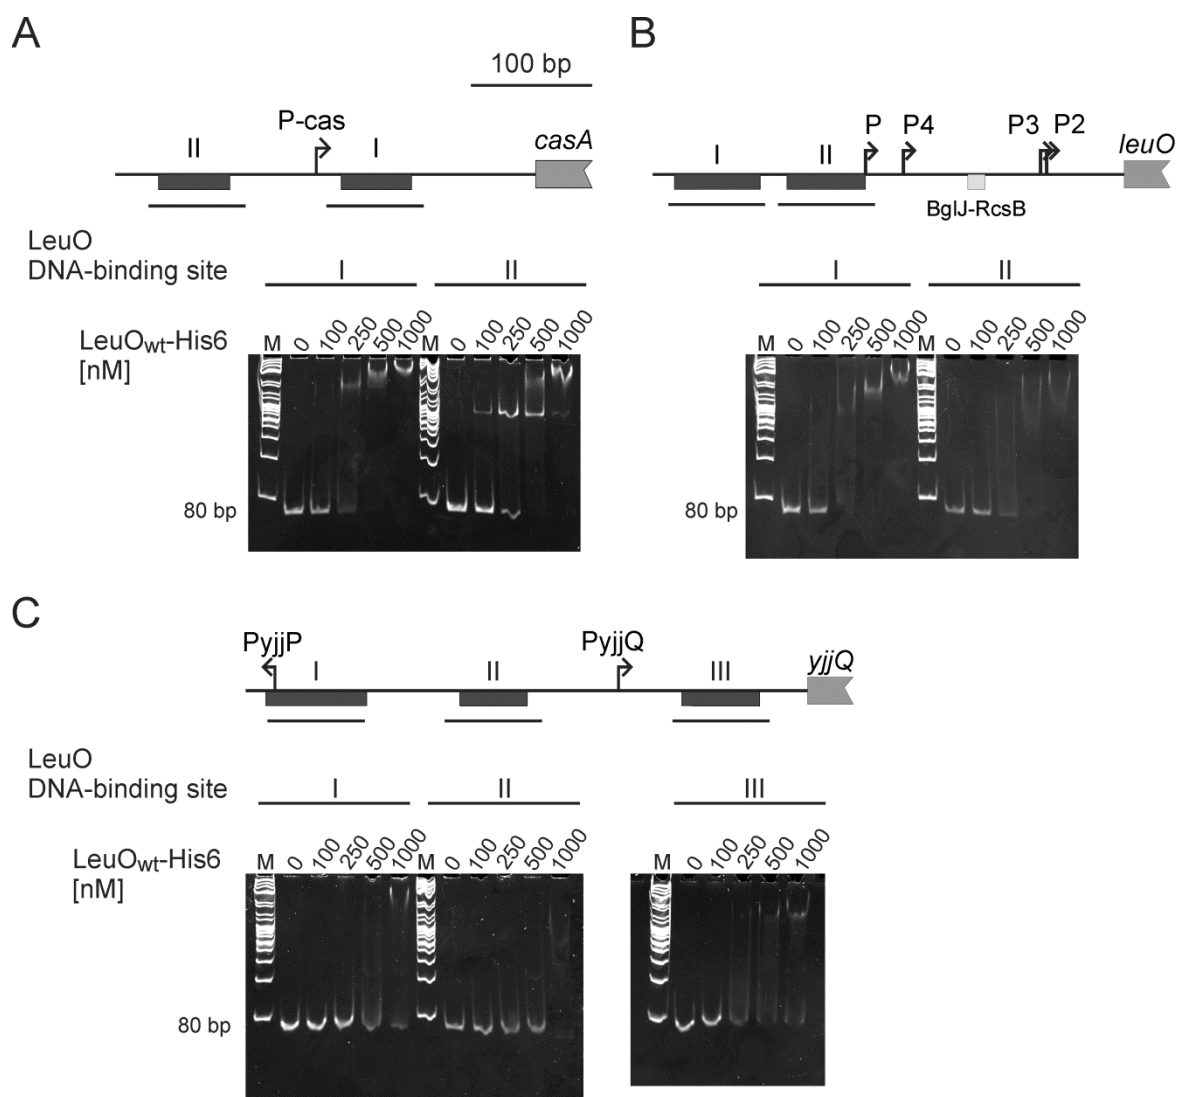 A
100 bp
P-cas
II
I
casA
LeuO
DNA-binding site
I
II
LeuOwt-His6
[nM]
M
0
100
250
500
1000
M
0
100
250
500
1000
80 bp
B
P
P4
P3
P2
leuO
I
II
BglJ-RcsB
I
II
M
0
100
250
500
1000
M
0
100
250
500
1000
80 bp
C
PyjjP
PyjjQ
I
II
III
yjjQ
LeuO
DNA-binding site
I
II
III
LeuOwt-His6
[nM]
M
0
100
250
500
1000
M
0
100
250
500
1000
M
0
100
250
500
1000
80 bp